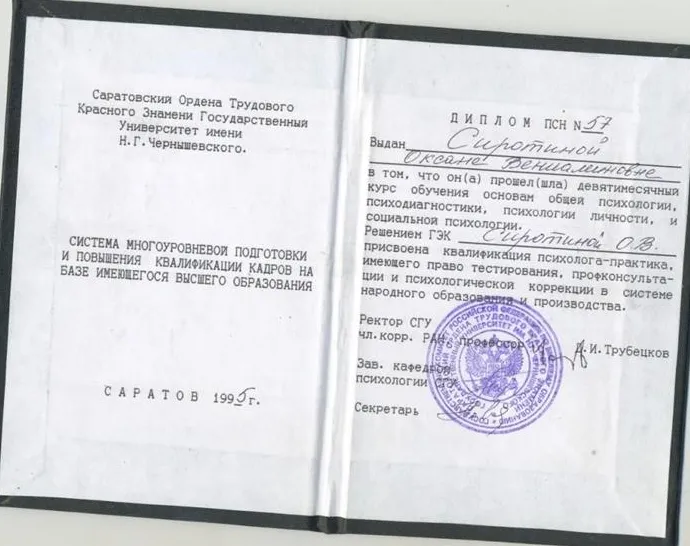 Саратовский Ордена Трудового
Красного Знамени Государственный
Университет имени
Н.Г.Чернышевского.
СИСТЕМА МНОГОУРОВНЕВОЙ ПОДГОТОВКИ
И ПОВЫШЕНИЯ КВАЛИФИКАЦИИ КАДРОВ НА
БАЗЕ ИМЕЮЩЕГОСЯ ВЫСШЕГО ОБРАЗОВАНИЯ
САРАТОВ 1995г.
ДИПЛОМ ПСН N 57
Выдан Сиротиной
Оксане Вениаминовне
в том, что он(а) прошел(шла) девятимесячный
курс обучения основам общей психологии,
психодиагностики, психологии личности, и
социальной психологии.
Решением ГЭК Сиротиной О.В.
присвоена квалификация психолога-практика,
имеющего право тестирования, профконсульта-
ции и психологической коррекции в системе
народного образования и производства.
Ректор СГУ
чл.корр. РАН, профессор Д.И.Трубецков
Зав. кафедрой
психологии СГУ
Секретарь